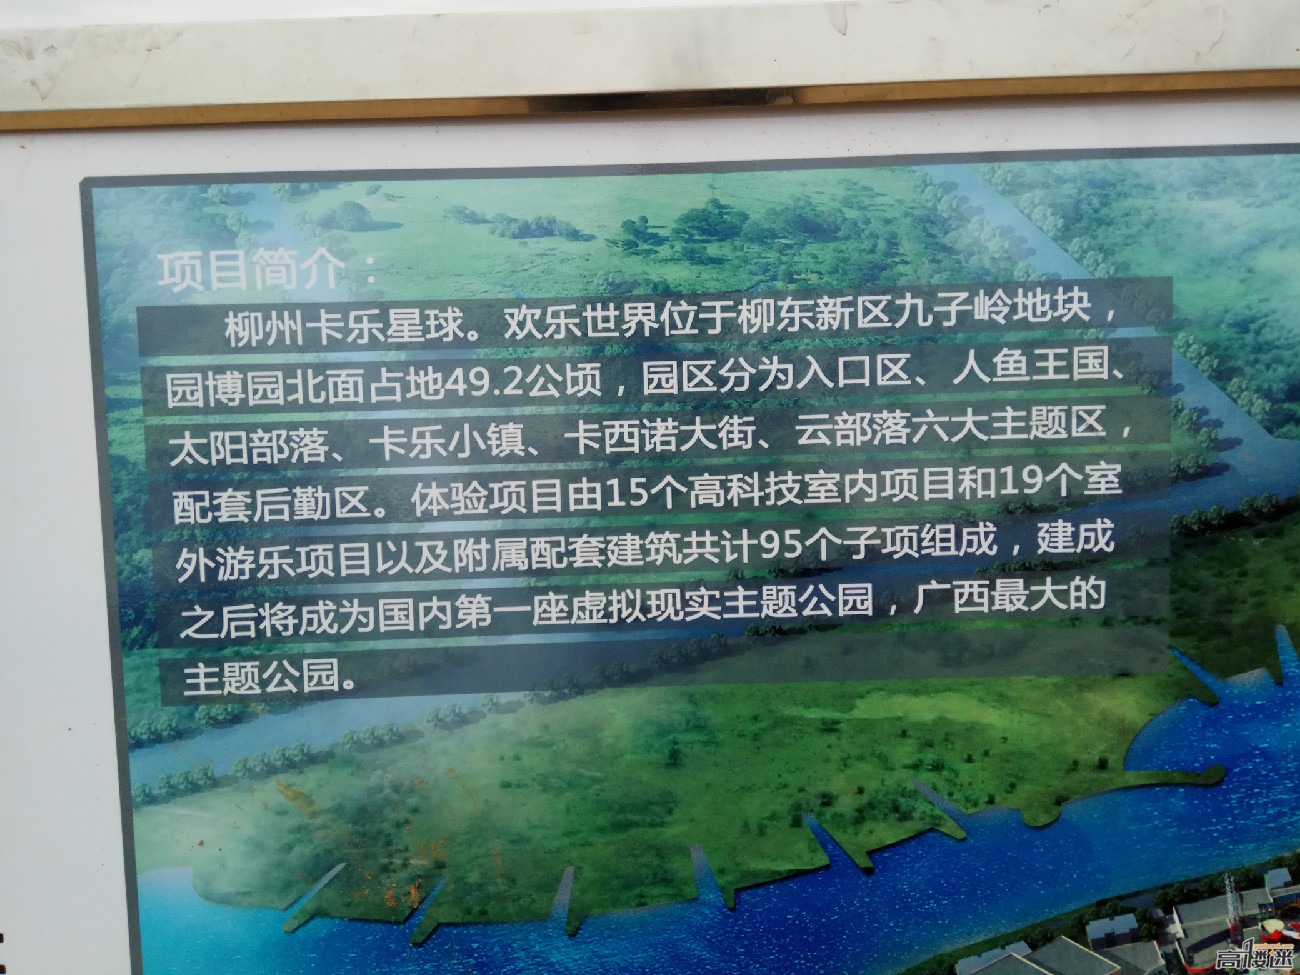 项目简介：
柳州卡乐星球。欢乐世界位于柳东新区九子岭地块，
园博园北面占地49.2公顷，园区分为入口区、人鱼王国、
太阳部落、卡乐小镇、卡西诺大街、云部落六大主题区，
配套后勤区。体验项目由15个高科技室内项目和19个室
外游乐项目以及附属配套建筑共计95个子项组成，建成
之后将成为国内第一座虚拟现实主题公园，广西最大的
主题公园。
高楼迷